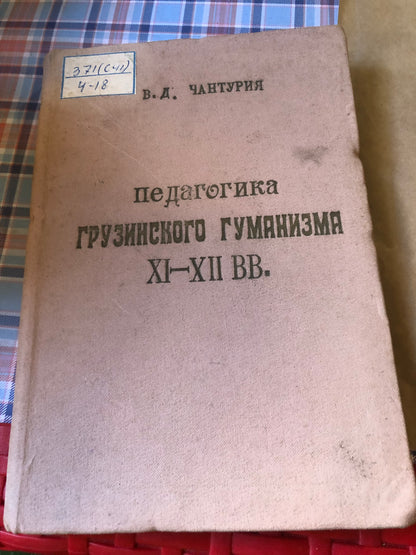 371(С41)
Ч-18
В. Д. ЧАНТУРИЯ
педагогика
ГРУЗИНСКОГО ГУМАНИЗМА
XI—XII ВВ.